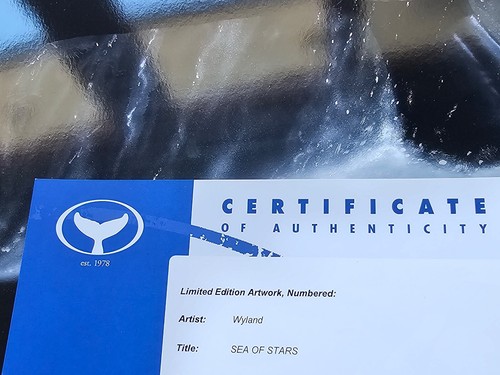 CERTIFICATE
OF AUTHENTICITY
est. 1978
Limited Edition Artwork, Numbered:
Artist: Wyland
Title: SEA OF STARS